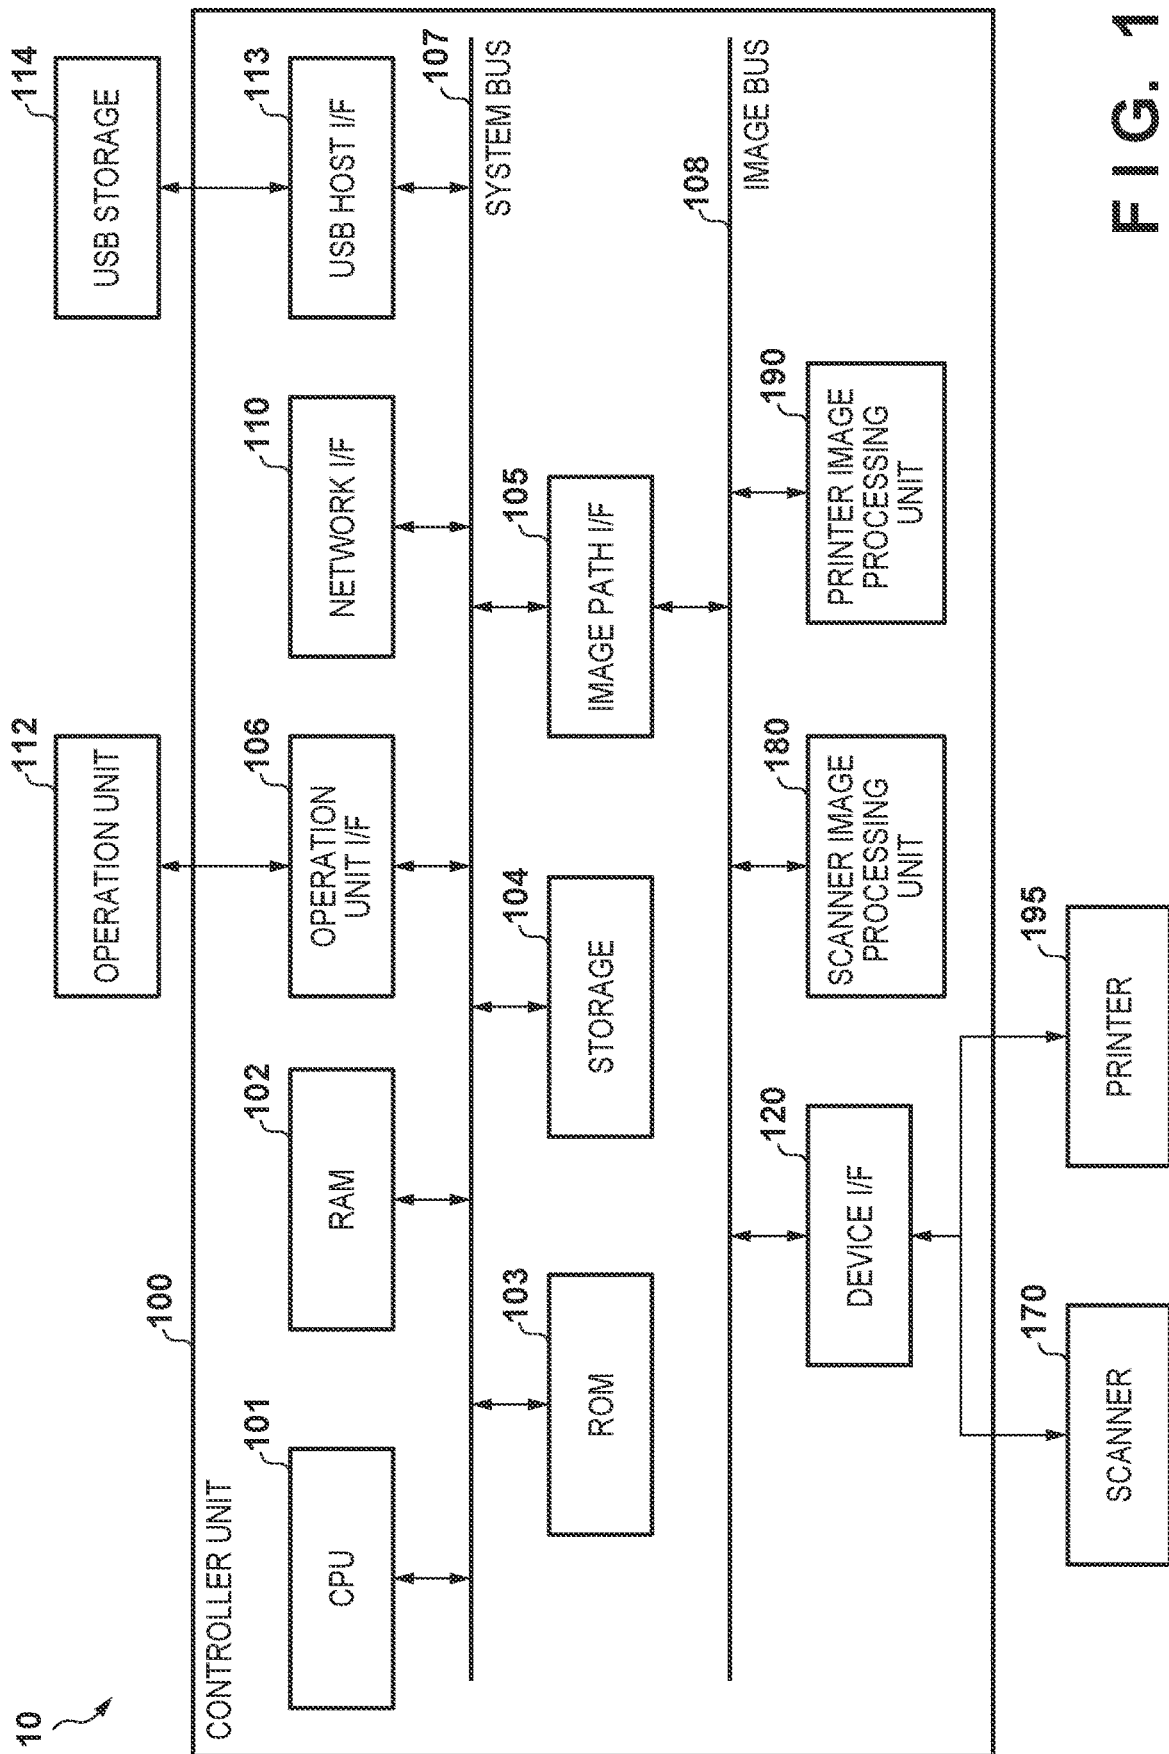 10
CONTROLLER UNIT
100
112
OPERATION UNIT
114
USB STORAGE
101
CPU
102
RAM
106
OPERATION
UNIT I/F
110
NETWORK I/F
113
USB HOST I/F
107
SYSTEM BUS
103
ROM
104
STORAGE
105
IMAGE PATH I/F
108
IMAGE BUS
120
DEVICE I/F
180
SCANNER IMAGE
PROCESSING
UNIT
190
PRINTER IMAGE
PROCESSING
UNIT
170
SCANNER
195
PRINTER
FIG. 1